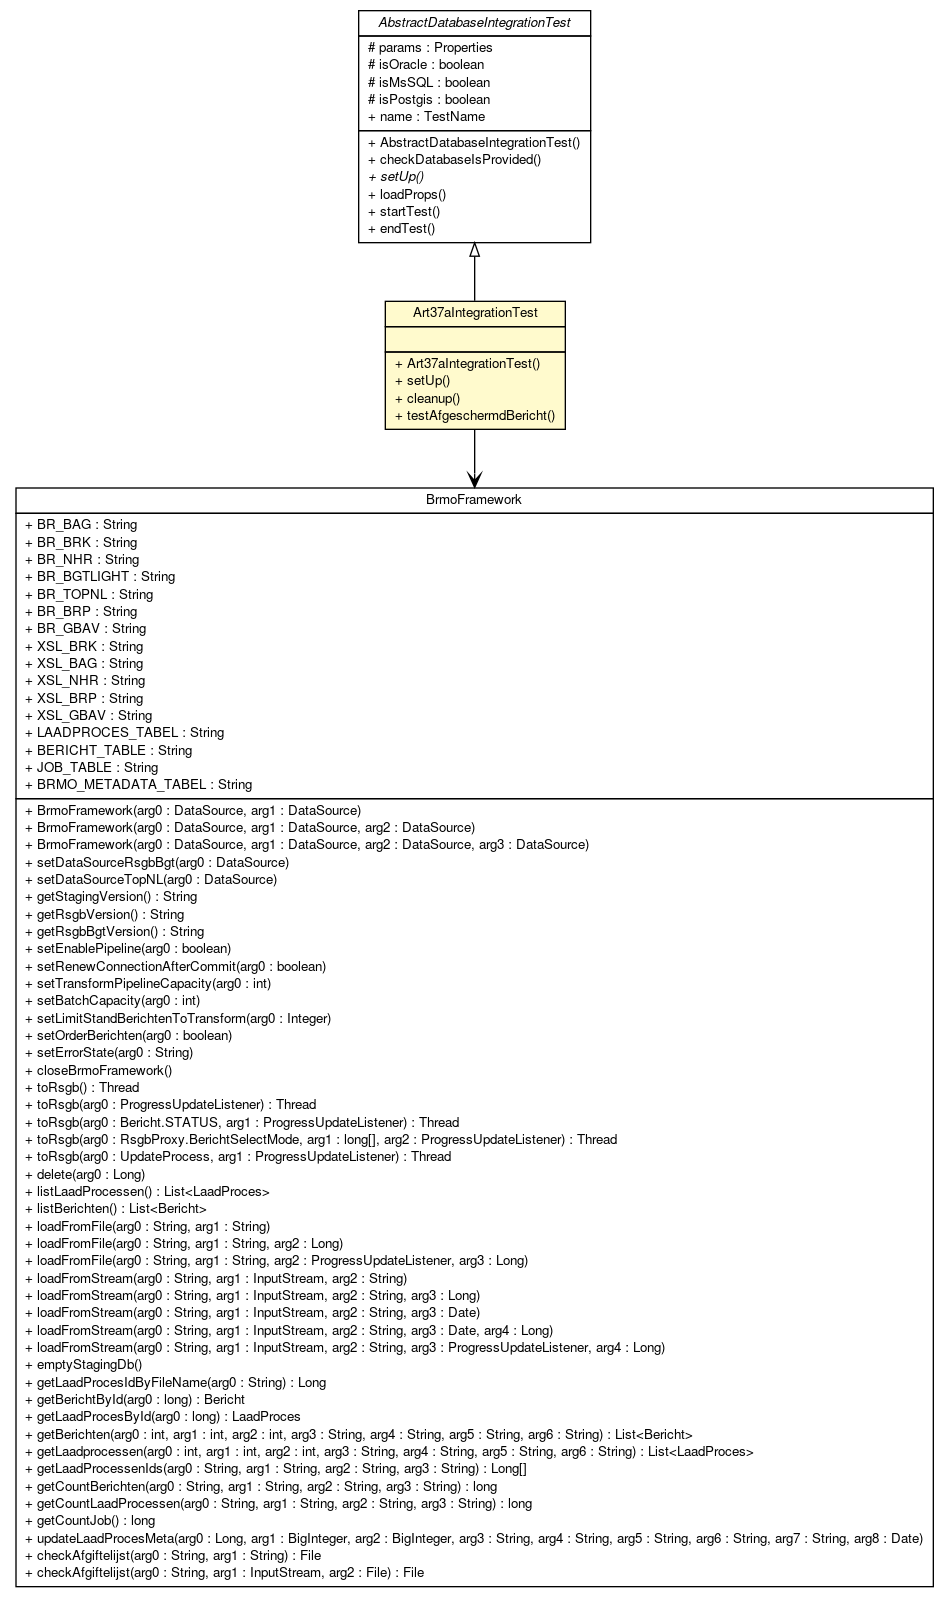 AbstractDatabaseIntegrationTest
# params : Properties
# isOracle : boolean
# isMsSQL : boolean
# isPostgis : boolean
+ name : TestName
+ AbstractDatabaseIntegrationTest()
+ checkDatabaseIsProvided()
+ setUp()
+ loadProps()
+ startTest()
+ endTest()
Art37aIntegrationTest
+ Art37aIntegrationTest()
+ setUp()
+ cleanup()
+ testAfgeschermdBericht()
BrmoFramework
+ BR_BAG : String
+ BR_BRK : String
+ BR_NHR : String
+ BR_BGTLIGHT : String
+ BR_TOPNL : String
+ BR_BRP : String
+ BR_GBAV : String
+ XSL_BRK : String
+ XSL_BAG : String
+ XSL_NHR : String
+ XSL_BRP : String
+ XSL_GBAV : String
+ LAADPROCES_TABEL : String
+ BERICHT_TABLE : String
+ JOB_TABLE : String
+ BRMO_METADATA_TABEL : String
+ BrmoFramework(arg0 : DataSource, arg1 : DataSource)
+ BrmoFramework(arg0 : DataSource, arg1 : DataSource, arg2 : DataSource)
+ BrmoFramework(arg0 : DataSource, arg1 : DataSource, arg2 : DataSource, arg3 : DataSource)
+ setDataSourceRsgbBgt(arg0 : DataSource)
+ setDataSourceTopNL(arg0 : DataSource)
+ getStagingVersion() : String
+ getRsgbVersion() : String
+ getRsgbBgtVersion() : String
+ setEnablePipeline(arg0 : boolean)
+ setRenewConnectionAfterCommit(arg0 : boolean)
+ setTransformPipelineCapacity(arg0 : int)
+ setBatchCapacity(arg0 : int)
+ setLimitStandBerichtenToTransform(arg0 : Integer)
+ setOrderBerichten(arg0 : boolean)
+ setErrorState(arg0 : String)
+ closeBrmoFramework()
+ toRsgb() : Thread
+ toRsgb(arg0 : ProgressUpdateListener) : Thread
+ toRsgb(arg0 : Bericht.STATUS, arg1 : ProgressUpdateListener) : Thread
+ toRsgb(arg0 : RsgbProxy.BerichtSelectMode, arg1 : long[], arg2 : ProgressUpdateListener) : Thread
+ toRsgb(arg0 : UpdateProcess, arg1 : ProgressUpdateListener) : Thread
+ delete(arg0 : Long)
+ listLaadProcessen() : List<LaadProces>
+ listBerichten() : List<Bericht>
+ loadFromFile(arg0 : String, arg1 : String)
+ loadFromFile(arg0 : String, arg1 : String, arg2 : Long)
+ loadFromFile(arg0 : String, arg1 : String, arg2 : ProgressUpdateListener, arg3 : Long)
+ loadFromStream(arg0 : String, arg1 : InputStream, arg2 : String)
+ loadFromStream(arg0 : String, arg1 : InputStream, arg2 : String, arg3 : Long)
+ loadFromStream(arg0 : String, arg1 : InputStream, arg2 : String, arg3 : Date)
+ loadFromStream(arg0 : String, arg1 : InputStream, arg2 : String, arg3 : Date, arg4 : Long)
+ loadFromStream(arg0 : String, arg1 : InputStream, arg2 : String, arg3 : ProgressUpdateListener, arg4 : Long)
+ emptyStagingDb()
+ getLaadProcesIdByFileName(arg0 : String) : Long
+ getBerichtById(arg0 : long) : Bericht
+ getLaadProcesById(arg0 : long) : LaadProces
+ getBerichten(arg0 : int, arg1 : int, arg2 : int, arg3 : String, arg4 : String, arg5 : String, arg6 : String) : List<Bericht>
+ getLaadprocessen(arg0 : int, arg1 : int, arg2 : int, arg3 : String, arg4 : String, arg5 : String, arg6 : String) : List<LaadProces>
+ getLaadProcessenIds(arg0 : String, arg1 : String, arg2 : String, arg3 : String) : Long[]
+ getCountBerichten(arg0 : String, arg1 : String, arg2 : String, arg3 : String) : long
+ getCountLaadProcessen(arg0 : String, arg1 : String, arg2 : String, arg3 : String) : long
+ getCountJob() : long
+ updateLaadProcesMeta(arg0 : Long, arg1 : BigInteger, arg2 : BigInteger, arg3 : String, arg4 : String, arg5 : String, arg6 : String, arg7 : String, arg8 : Date)
+ checkAfgiftelijst(arg0 : String, arg1 : String) : File
+ checkAfgiftelijst(arg0 : String, arg1 : InputStream, arg2 : File) : File